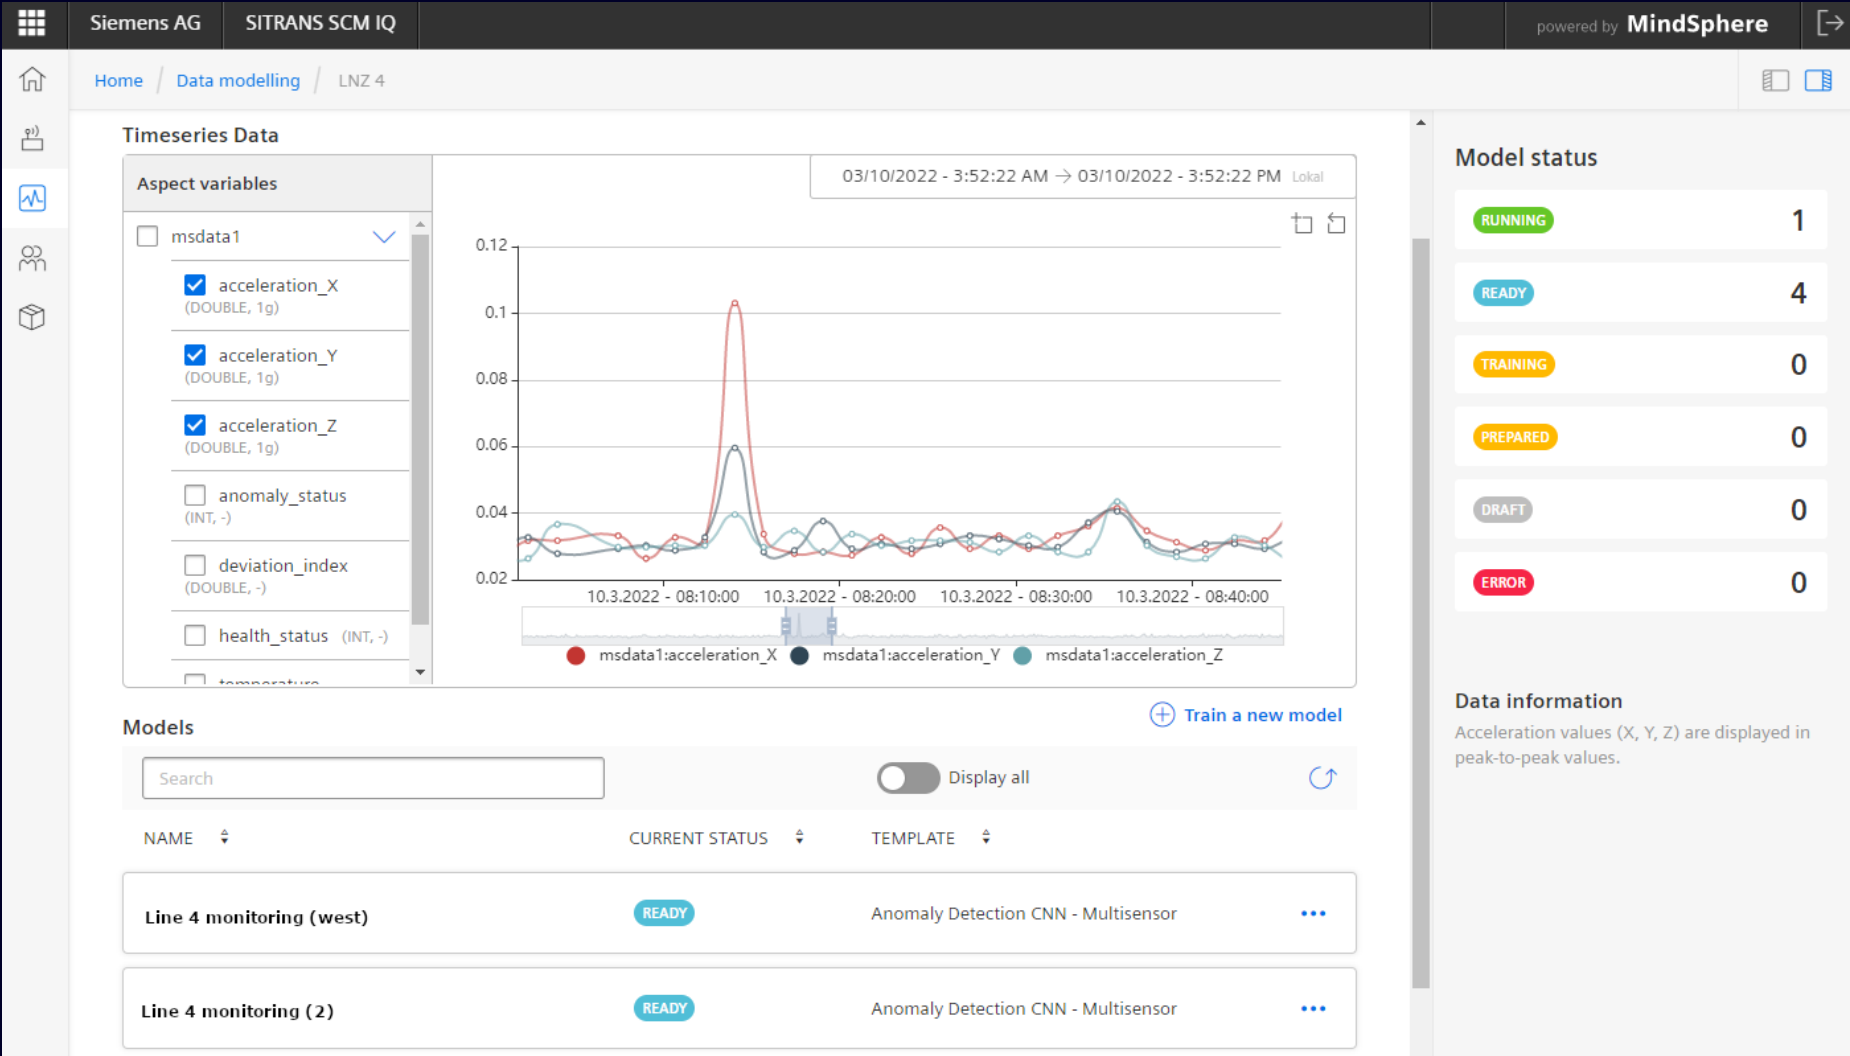 Siemens AG
SITRANS SCM IQ
powered by MindSphere
Home / Data modelling / LNZ 4
Timeseries Data
Aspect variables
msdata1
acceleration_X
(DOUBLE, 1g)
acceleration_Y
(DOUBLE, 1g)
acceleration_Z
(DOUBLE, 1g)
anomaly_status
(INT, -)
deviation_index
(DOUBLE, -)
health_status (INT, -)
temperature
03/10/2022 - 3:52:22 AM → 03/10/2022 - 3:52:22 PM Lokal
0.12
0.1
0.08
0.06
0.04
0.02
10.3.2022 - 08:10:00 10.3.2022 - 08:20:00 10.3.2022 - 08:30:00 10.3.2022 - 08:40:00
msdata1:acceleration_X msdata1:acceleration_Y msdata1:acceleration_Z
Train a new model
Models
Search
Display all
NAME CURRENT STATUS TEMPLATE
Line 4 monitoring (west) READY Anomaly Detection CNN - Multisensor
Line 4 monitoring (2) READY Anomaly Detection CNN - Multisensor
Model status
RUNNING 1
READY 4
TRAINING 0
PREPARED 0
DRAFT 0
ERROR 0
Data information
Acceleration values (X, Y, Z) are displayed in
peak-to-peak values.